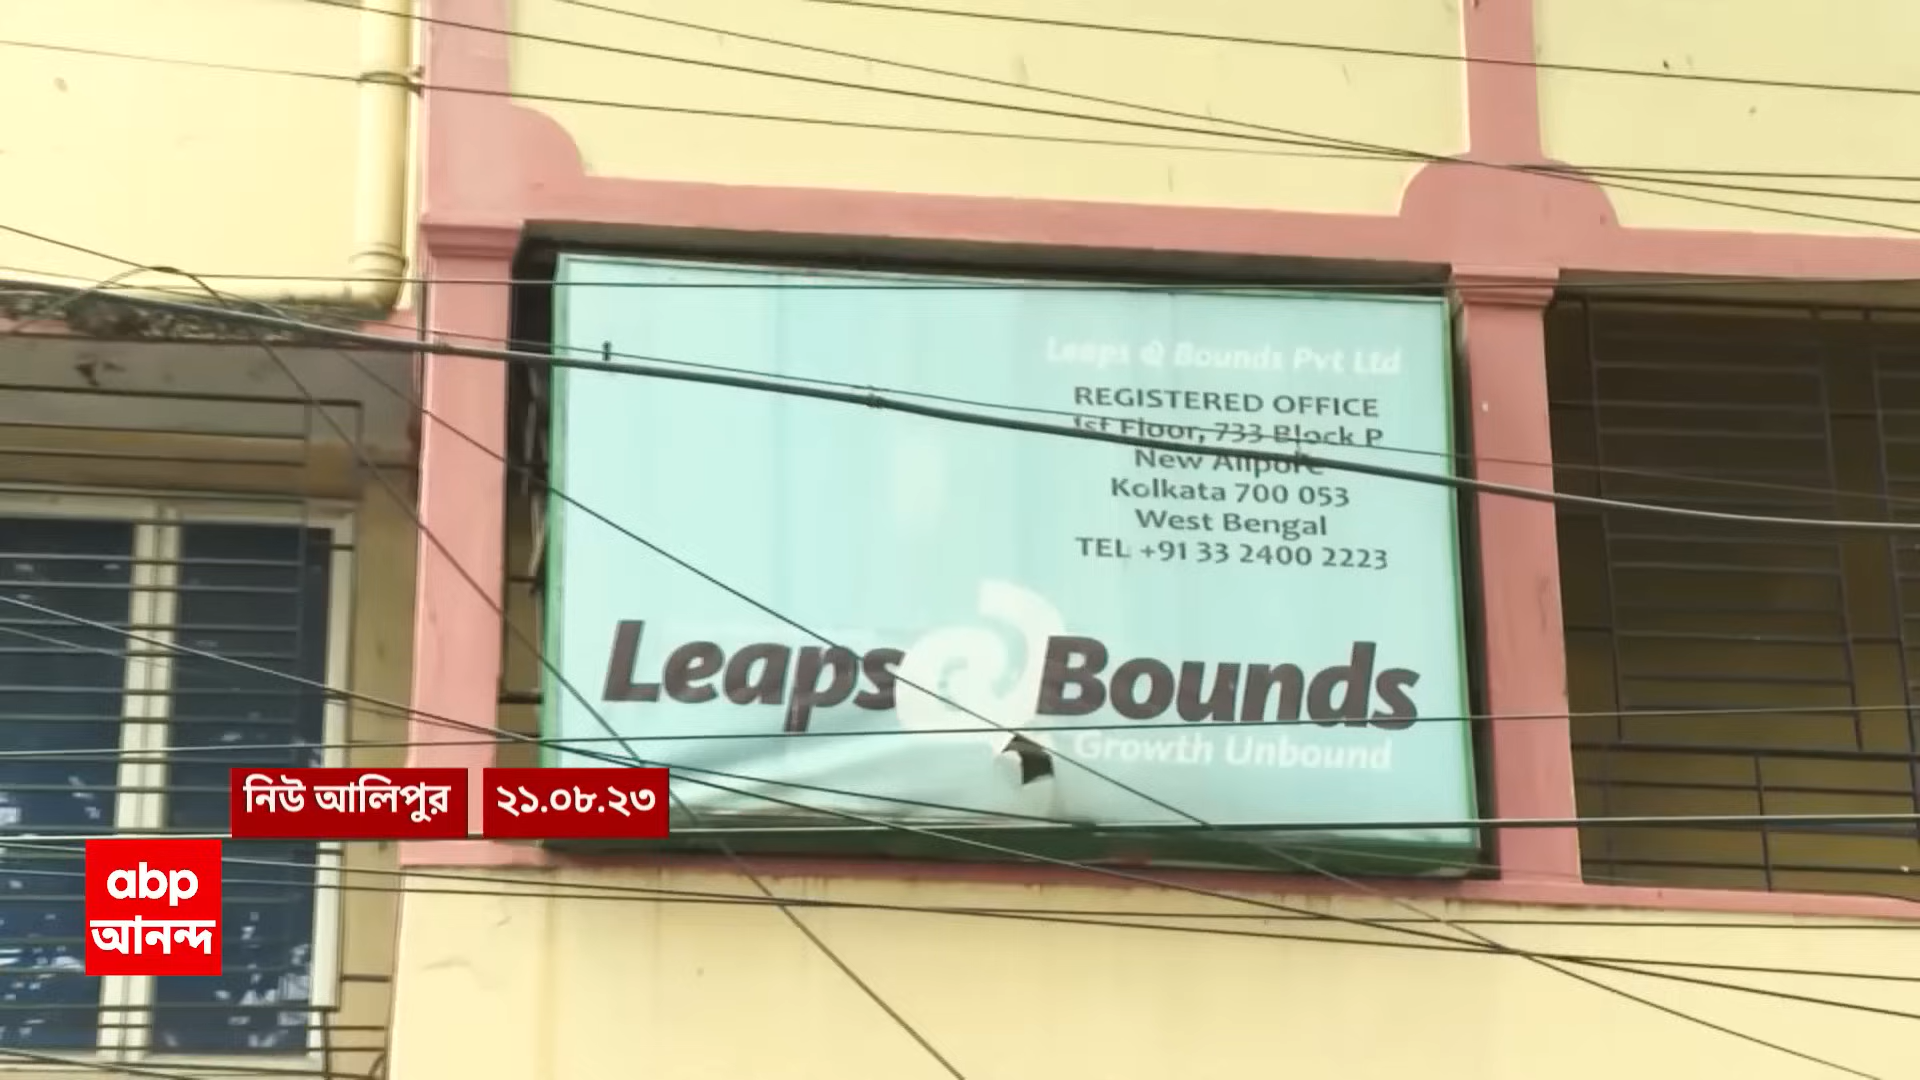 Leaps & Bounds Pvt Ltd
REGISTERED OFFICE
1st Floor, 733 Block P
New Alipore
Kolkata 700 053
West Bengal
TEL +91 33 2400 2223
Leaps & Bounds
Growth Unbound
নিউ আলিপুর ২১.০৮.২৩
abp
আনন্দ